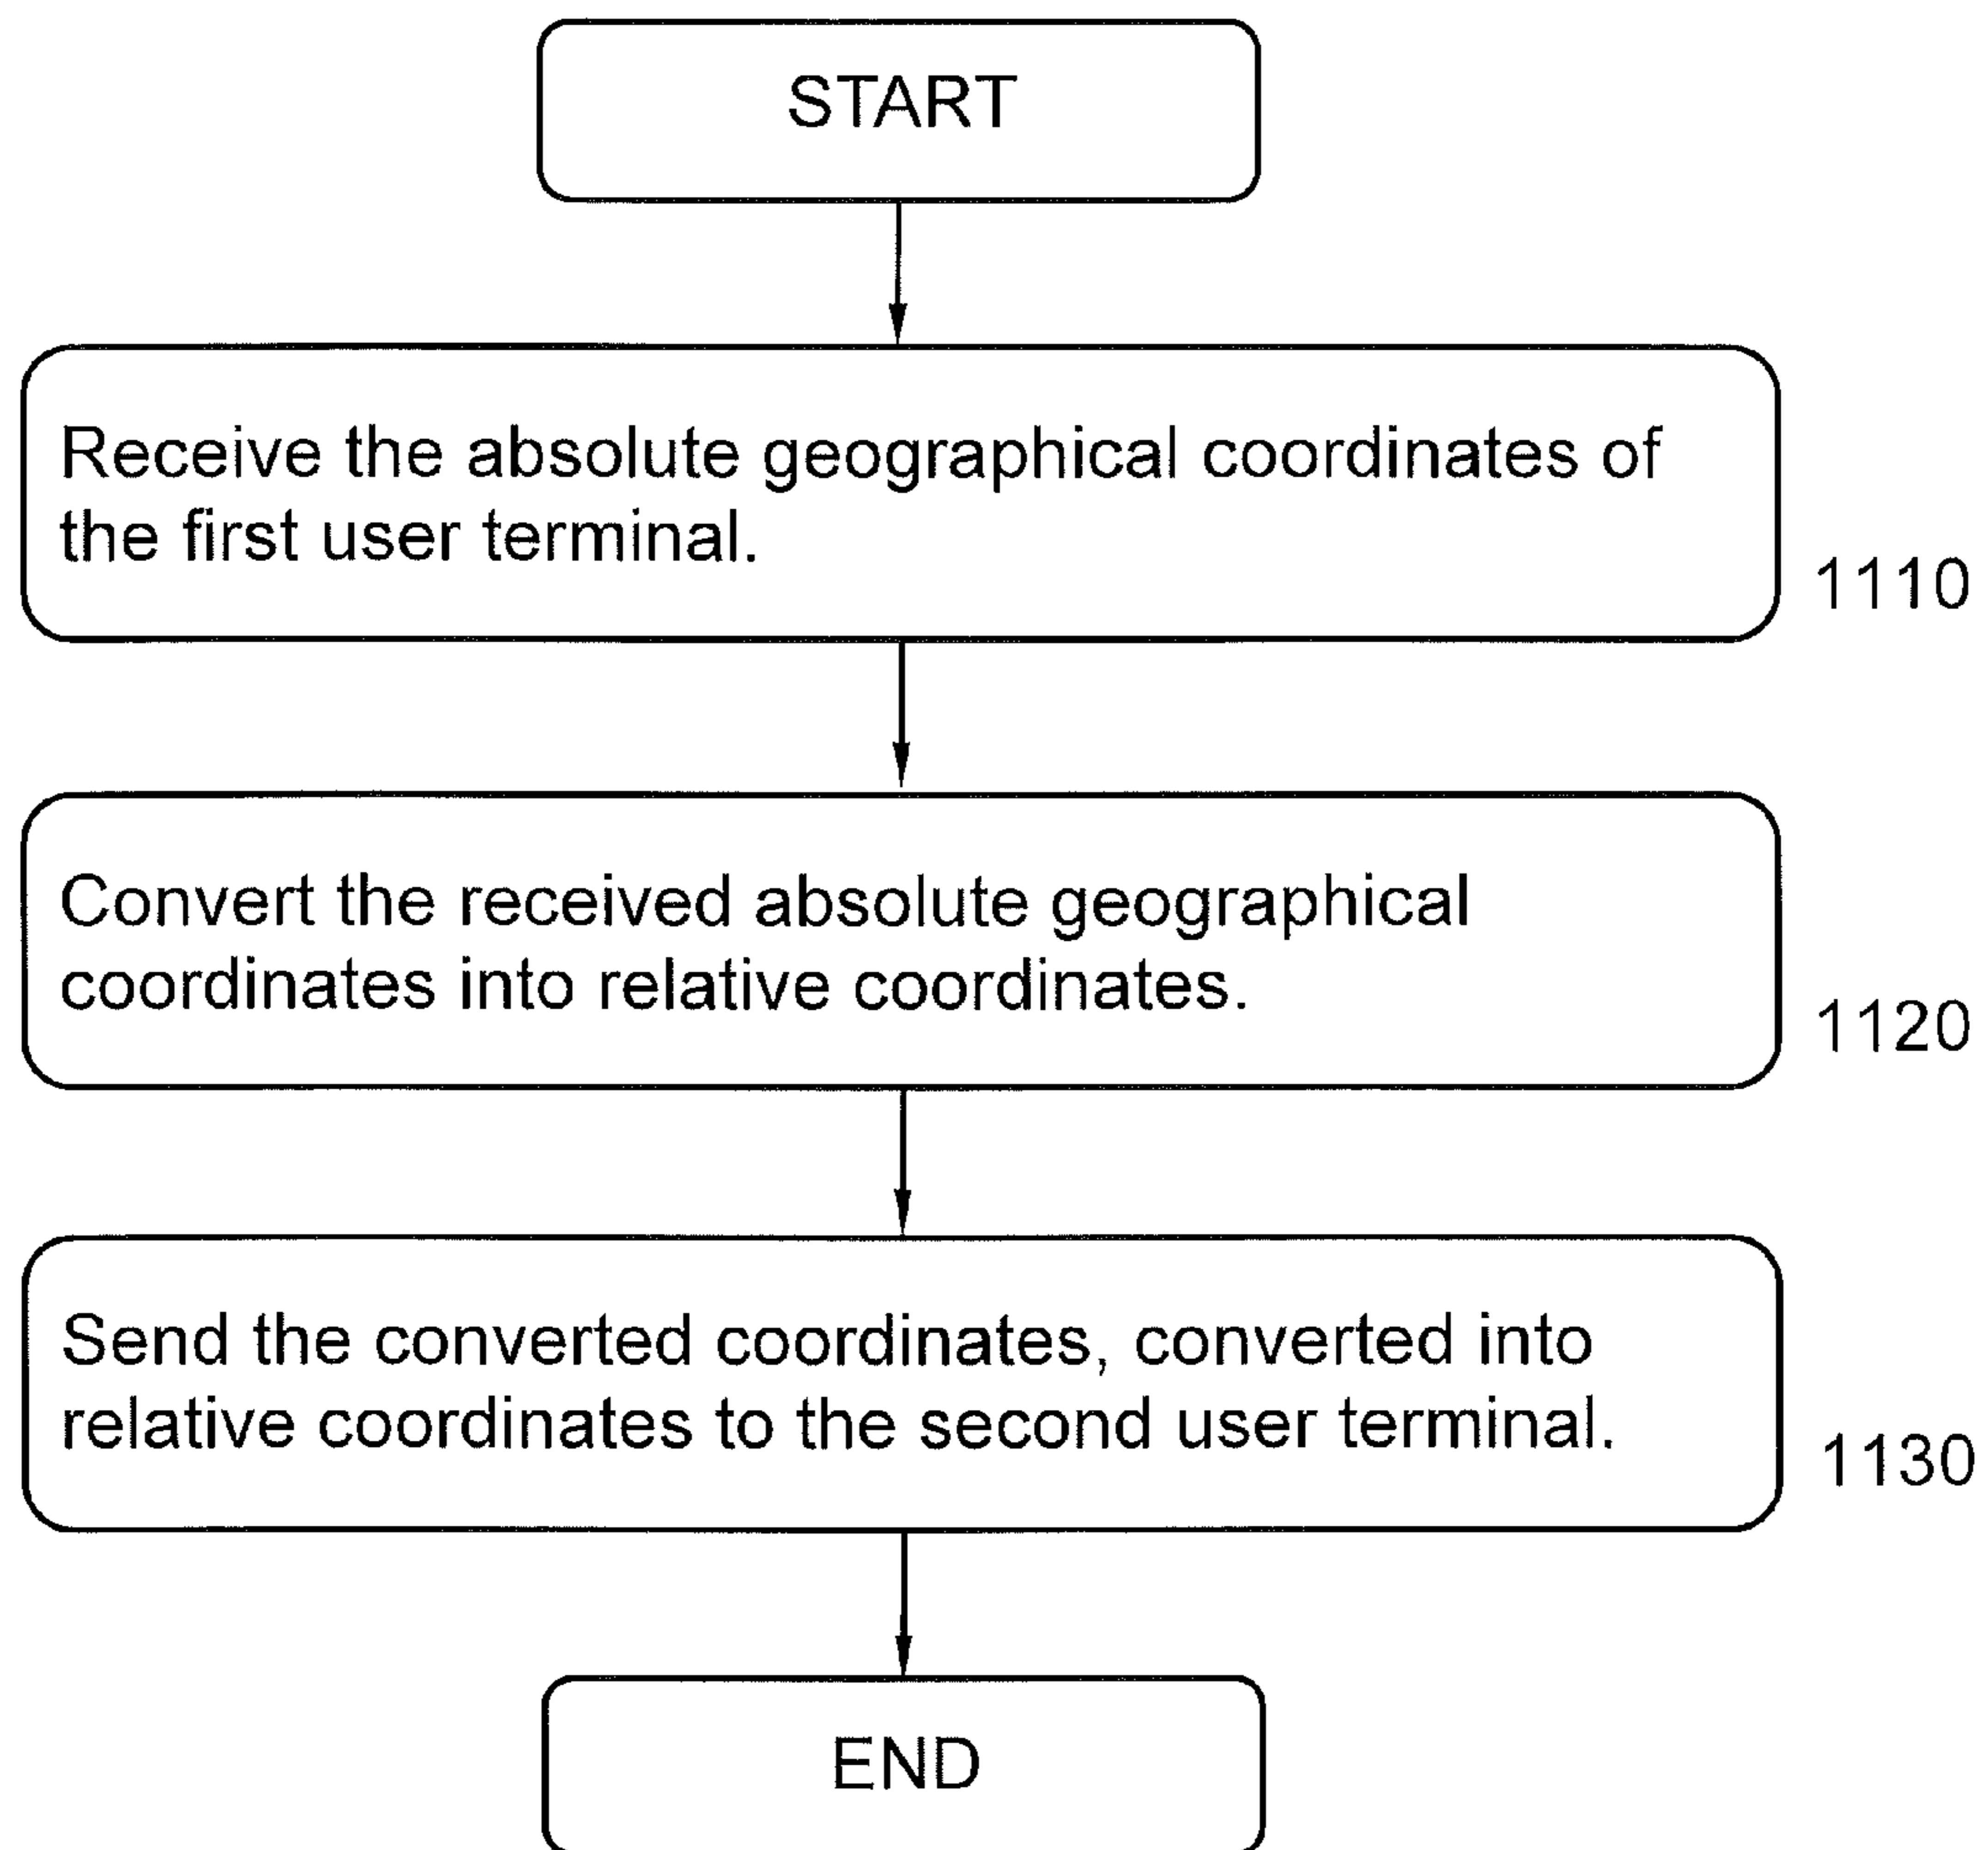 START
Receive the absolute geographical coordinates of
the first user terminal.
1110
Convert the received absolute geographical
coordinates into relative coordinates.
1120
Send the converted coordinates, converted into
relative coordinates to the second user terminal.
1130
END